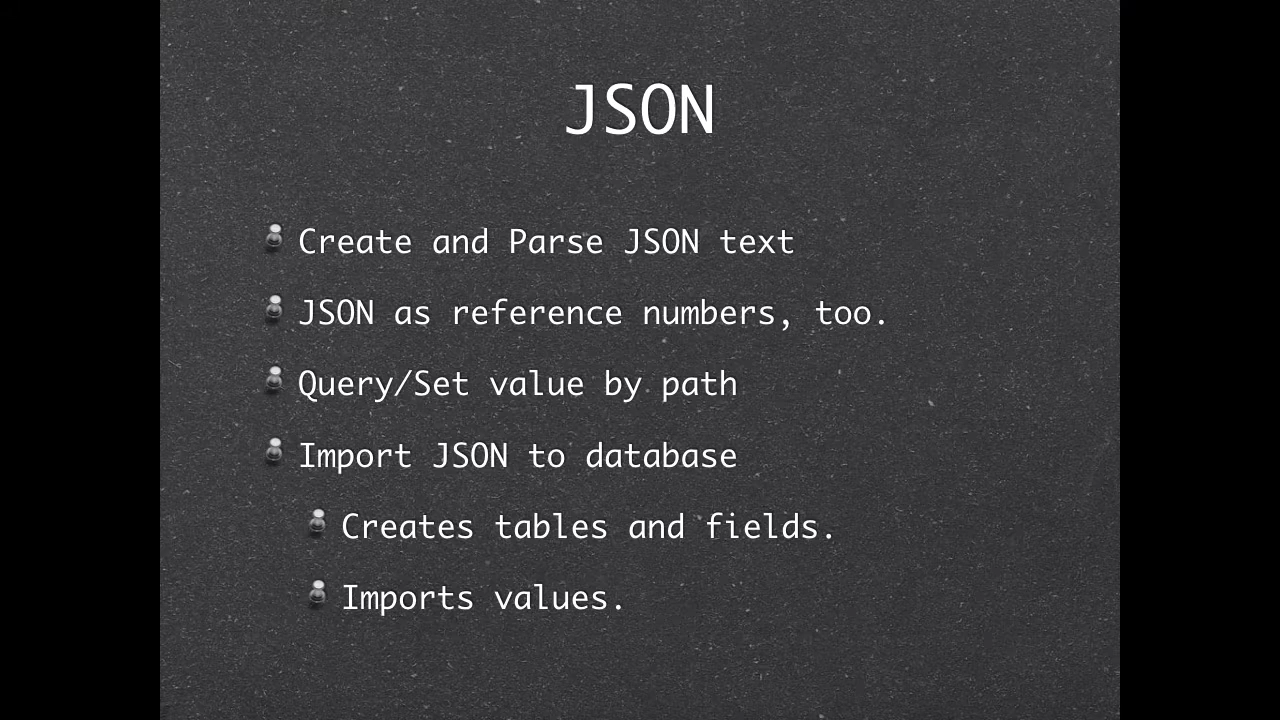 JSON
Create and Parse JSON text
JSON as reference numbers, too.
Query/Set value by path
Import JSON to database
Creates tables and fields.
Imports values.